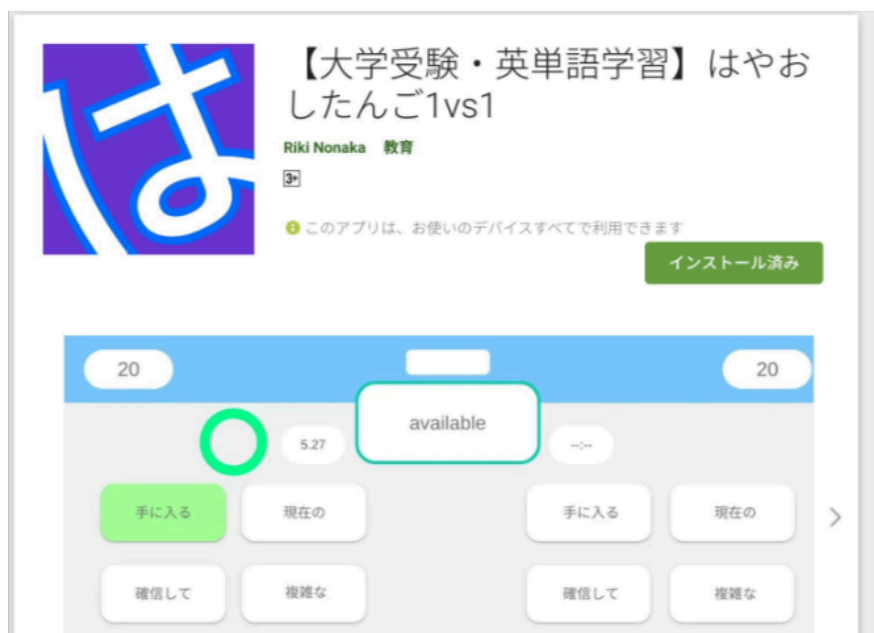 は
【大学受験・英単語学習】はやお
したんご1vs1
Riki Nonaka 教育
3+
このアプリは、お使いのデバイスすべてで利用できます
インストール済み
20
20
available
5.27
--:--
手に入る 現在の 手に入る 現在の
確信して 複雑な 確信して 複雑な